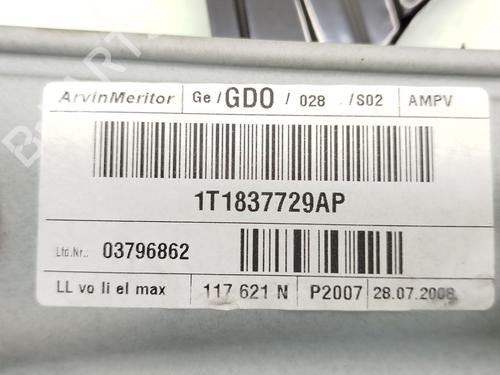 ArvinMeritor Ge/GDO/028 /S02 AMPV
1T1837729AP
Lfd.Nr.: 03796862
LL vo li el max 117 621 N P2007 28.07.2008